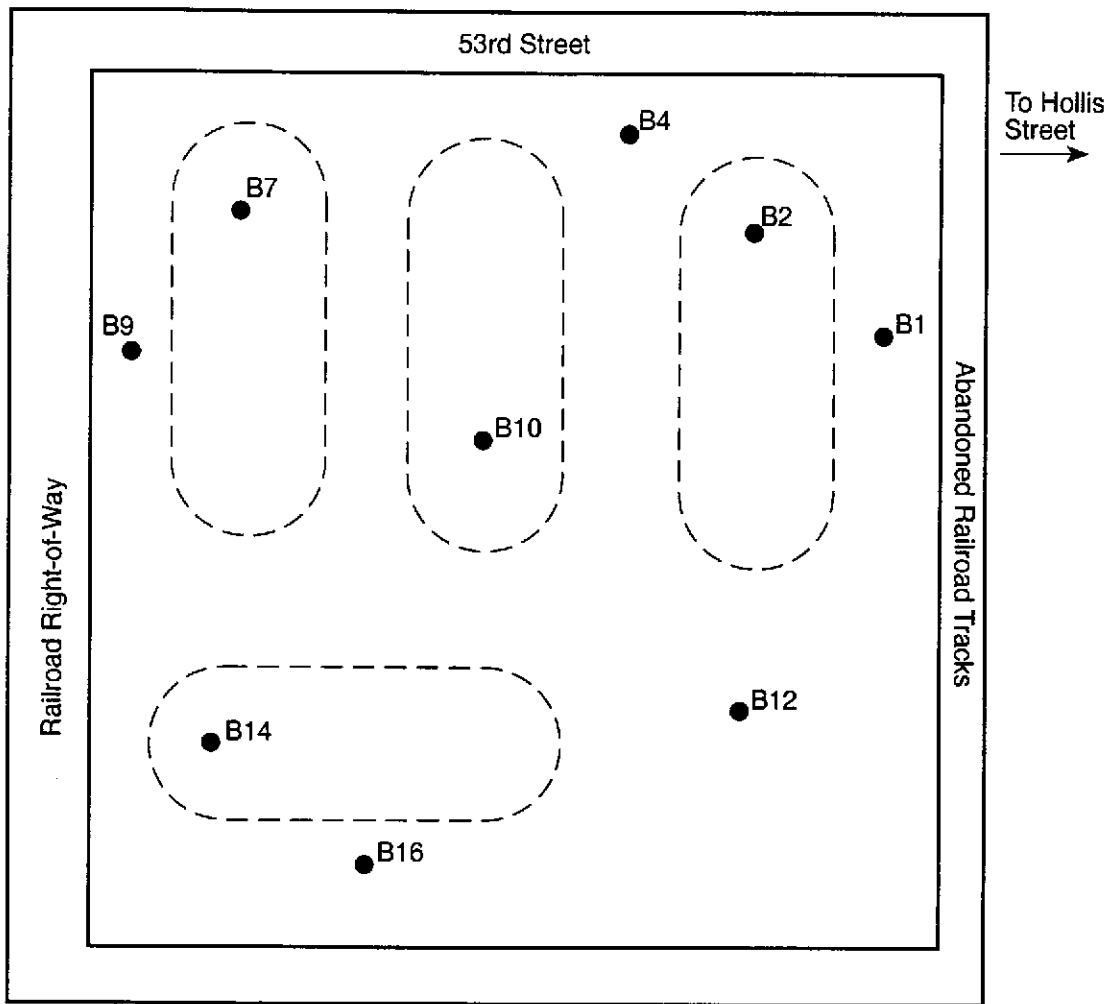 53rd Street
To Hollis
Street
B4
B7
B2
B9
B1
B10
Abandoned Railroad Tracks
Railroad Right-of-Way
B12
B14
B16